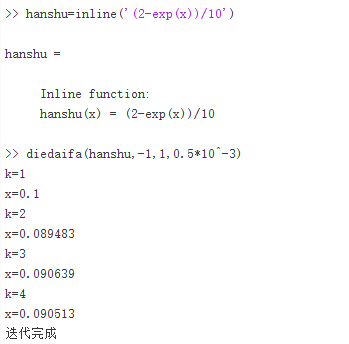 >> hanshu=inline('(2-exp(x))/10')
hanshu =
Inline function:
hanshu(x) = (2-exp(x))/10
>> diedaifa(hanshu,-1,1,0.5*10^-3)
k=1
x=0.1
k=2
x=0.089483
k=3
x=0.090639
k=4
x=0.090513
迭代完成